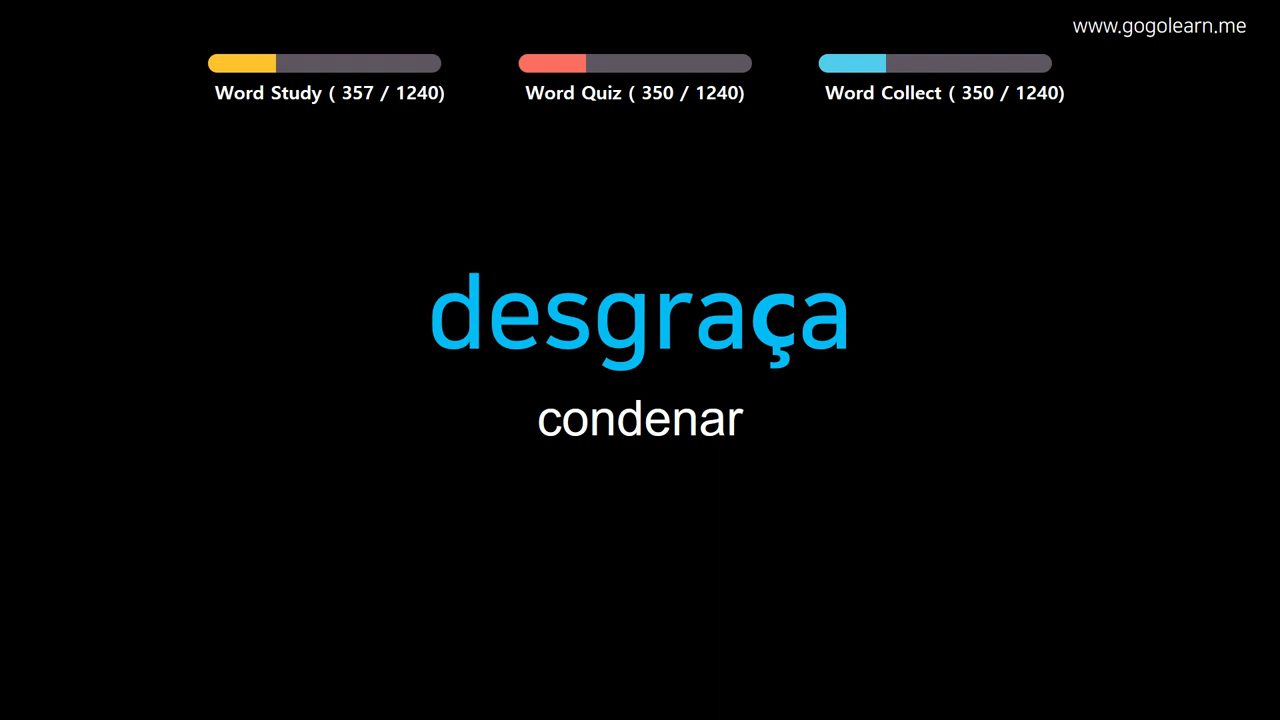 www.gogolearn.me
Word Study ( 357 / 1240)
Word Quiz ( 350 / 1240)
Word Collect ( 350 / 1240)
desgraça
condenar